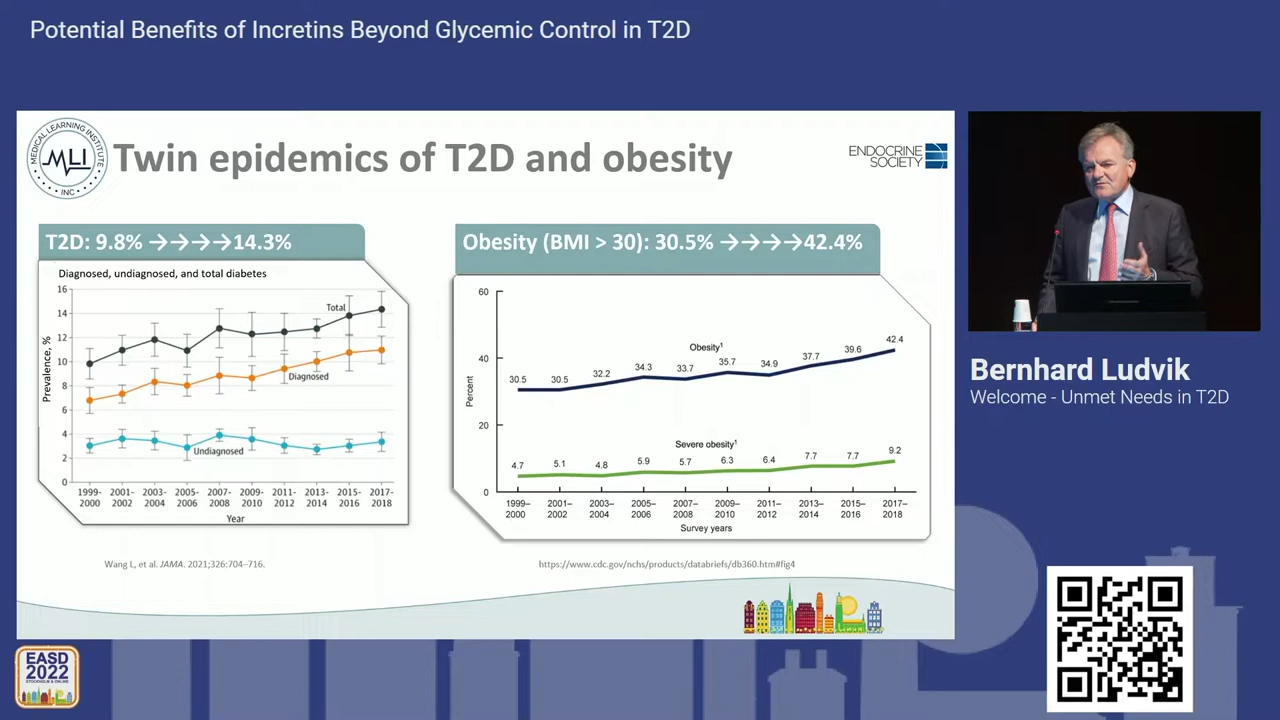 Potential Benefits of Incretins Beyond Glycemic Control in T2D
MEDICAL LEARNING INSTITUTE
MLI
INC
Twin epidemics of T2D and obesity
ENDOCRINE
SOCIETY
T2D: 9.8% →→→→14.3%
Diagnosed, undiagnosed, and total diabetes
Prevalence, %
16
14
12
10
8
6
4
2
0
Total
Diagnosed
Undiagnosed
1999- 2001- 2003- 2005- 2007- 2009- 2011- 2013- 2015- 2017-
2000 2002 2004 2006 2008 2010 2012 2014 2016 2018
Year
Wang L, et al. JAMA. 2021;326:704–716.
Obesity (BMI > 30): 30.5% →→→→42.4%
Percent
60
40
20
0
Obesity¹
30.5 30.5 32.2 34.3 33.7 35.7 34.9 37.7 39.6 42.4
Severe obesity¹
4.7 5.1 4.8 5.9 5.7 6.3 6.4 7.7 7.7 9.2
1999– 2001– 2003– 2005– 2007– 2009– 2011– 2013– 2015– 2017–
2000 2002 2004 2006 2008 2010 2012 2014 2016 2018
Survey years
https://www.cdc.gov/nchs/products/databriefs/db360.htm#fig4
Bernhard Ludvik
Welcome - Unmet Needs in T2D
EASD
2022
STOCKHOLM & ONLINE